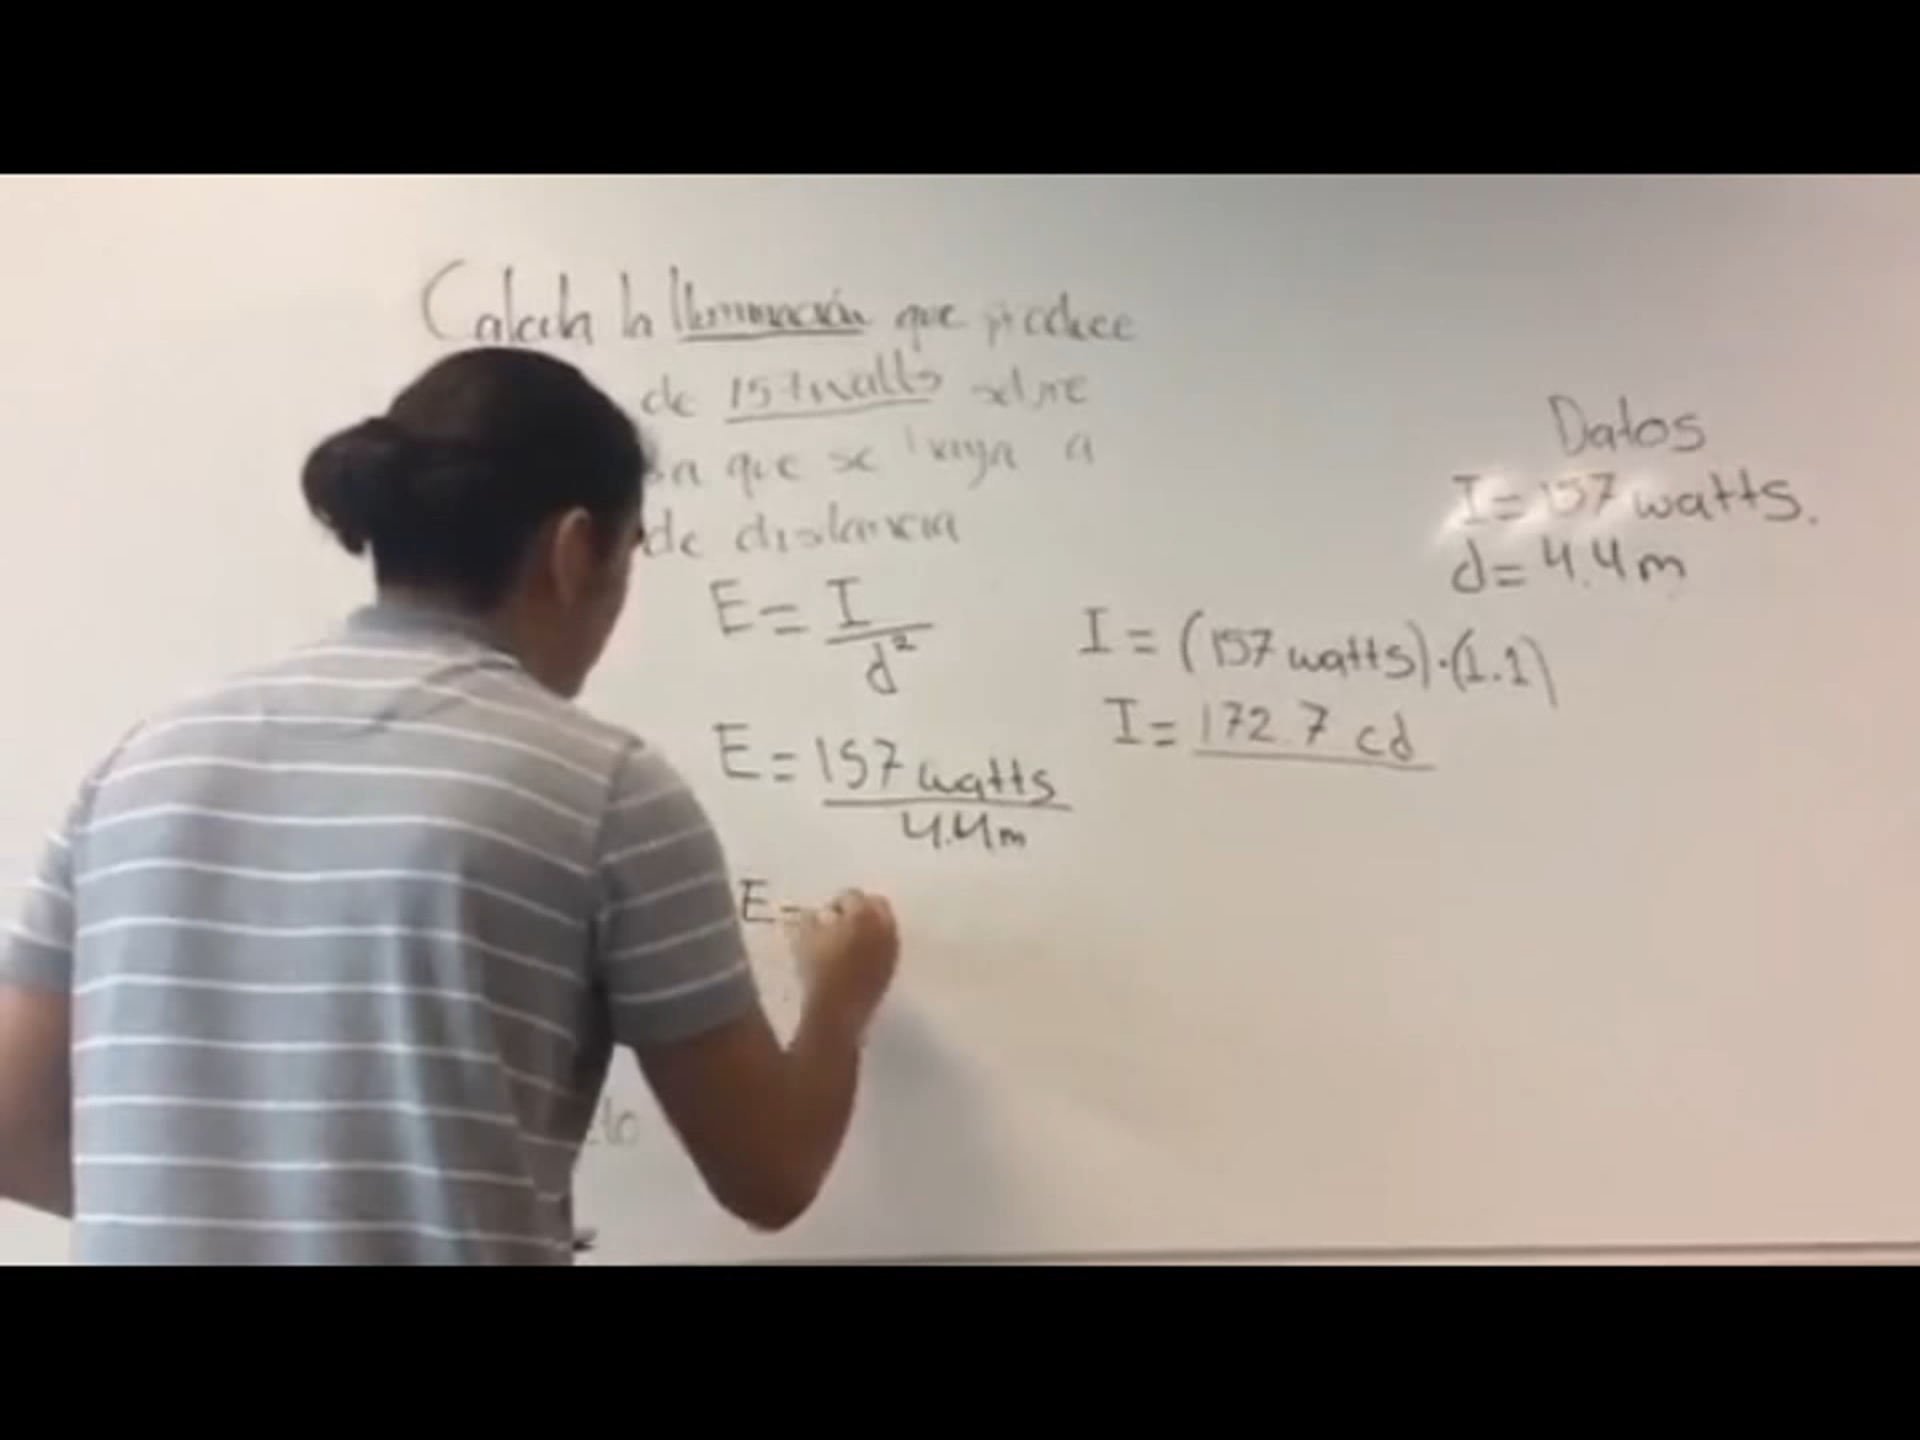 Calcula la Iluminación que produce
de 157 watts sobre
que se a
de distancia
Datos
I = 157 watts.
d = 4.4 m
E = I / d²
I = (157 watts)·(1.1)
I = 172.7 cd
E = 157 watts / 4.4m
E =